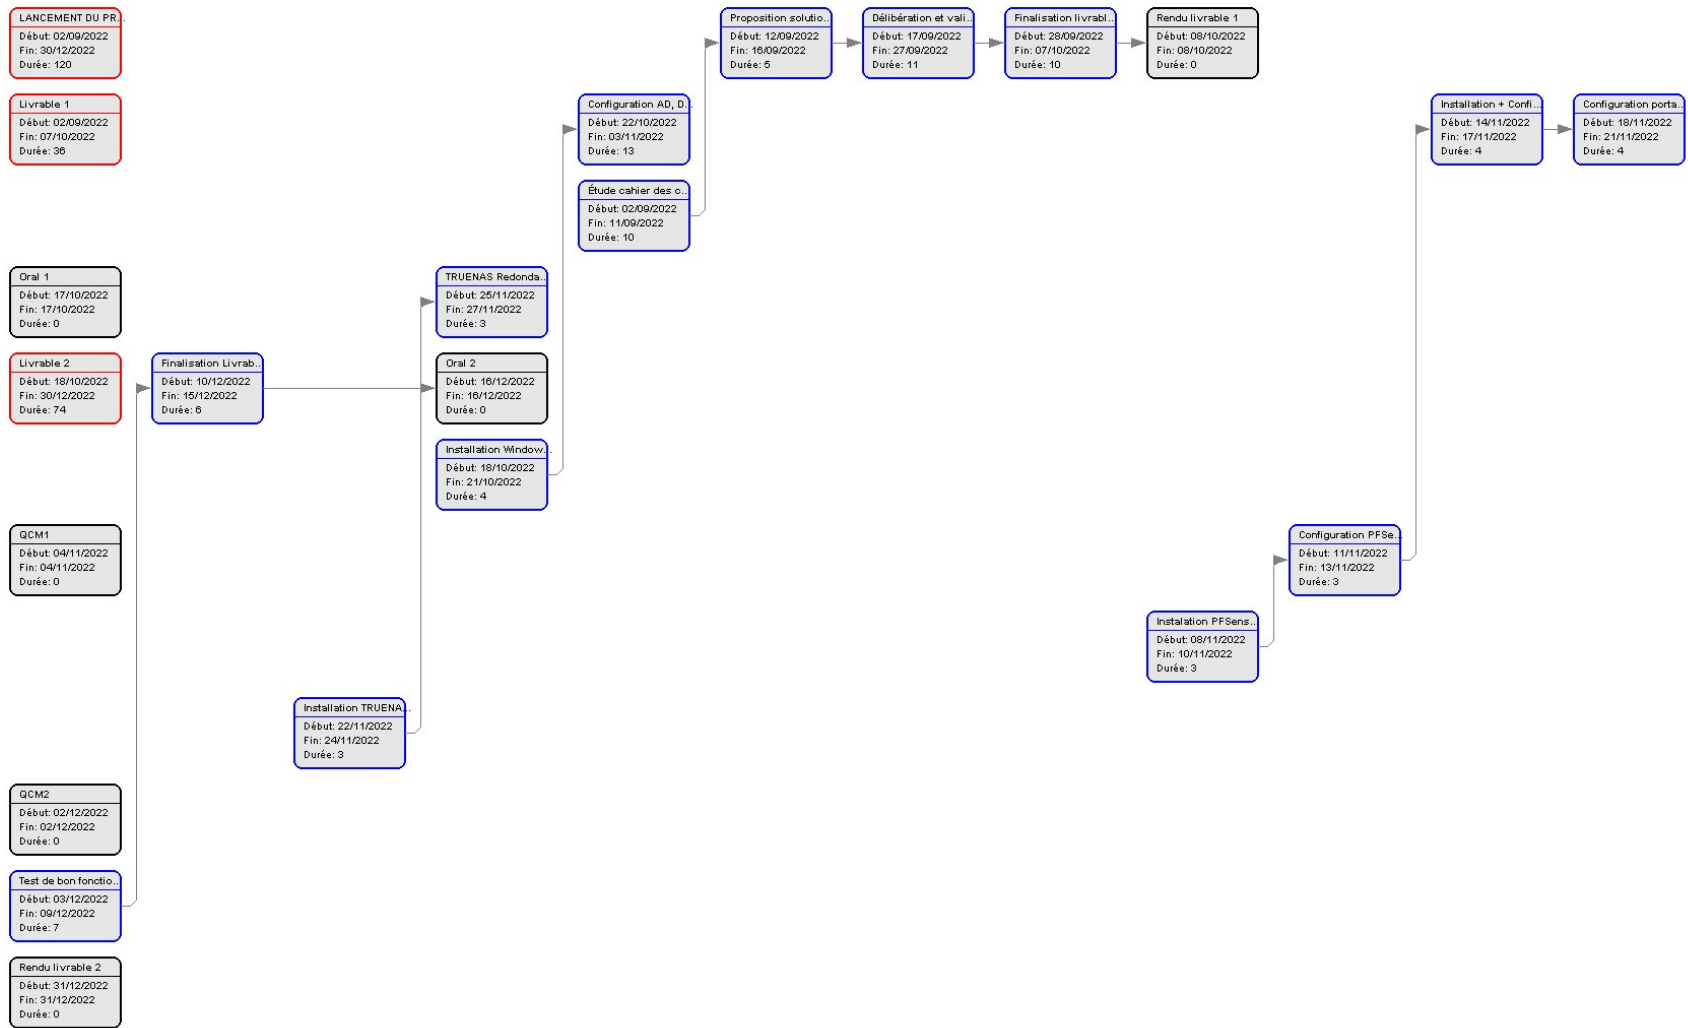 LANCEMENT DU PR...
Début: 02/09/2022
Fin: 30/12/2022
Durée: 120
Proposition solutio...
Début: 12/09/2022
Fin: 16/09/2022
Durée: 5
Délibération et vali...
Début: 17/09/2022
Fin: 27/09/2022
Durée: 11
Finalisation livrabl...
Début: 28/09/2022
Fin: 07/10/2022
Durée: 10
Rendu livrable 1
Début: 08/10/2022
Fin: 08/10/2022
Durée: 0
Livrable 1
Début: 02/09/2022
Fin: 07/10/2022
Durée: 36
Configuration AD, D...
Début: 22/10/2022
Fin: 03/11/2022
Durée: 13
Installation + Confi...
Début: 14/11/2022
Fin: 17/11/2022
Durée: 4
Configuration porta...
Début: 18/11/2022
Fin: 21/11/2022
Durée: 4
Étude cahier des c...
Début: 02/09/2022
Fin: 11/09/2022
Durée: 10
Oral 1
Début: 17/10/2022
Fin: 17/10/2022
Durée: 0
TRUENAS Redonda...
Début: 25/11/2022
Fin: 27/11/2022
Durée: 3
Livrable 2
Début: 18/10/2022
Fin: 30/12/2022
Durée: 74
Finalisation Livrab...
Début: 10/12/2022
Fin: 15/12/2022
Durée: 6
Oral 2
Début: 16/12/2022
Fin: 16/12/2022
Durée: 0
Installation Window...
Début: 18/10/2022
Fin: 21/10/2022
Durée: 4
QCM1
Début: 04/11/2022
Fin: 04/11/2022
Durée: 0
Configuration PFSe...
Début: 11/11/2022
Fin: 13/11/2022
Durée: 3
Instalation PFSens...
Début: 08/11/2022
Fin: 10/11/2022
Durée: 3
Installation TRUENA...
Début: 22/11/2022
Fin: 24/11/2022
Durée: 3
QCM2
Début: 02/12/2022
Fin: 02/12/2022
Durée: 0
Test de bon fonctio...
Début: 03/12/2022
Fin: 09/12/2022
Durée: 7
Rendu livrable 2
Début: 31/12/2022
Fin: 31/12/2022
Durée: 0